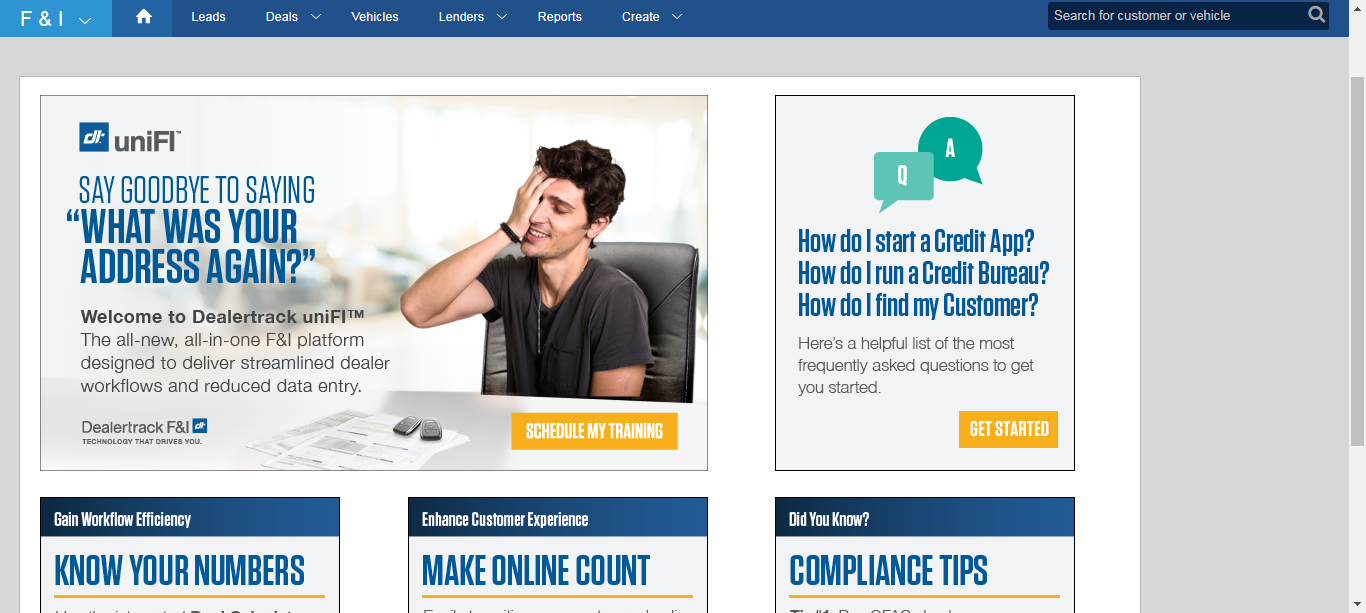 F & I
Leads
Deals
Vehicles
Lenders
Reports
Create
Search for customer or vehicle
dt uniFI™
SAY GOODBYE TO SAYING
“WHAT WAS YOUR
ADDRESS AGAIN?”
Welcome to Dealertrack uniFI™
The all-new, all-in-one F&I platform
designed to deliver streamlined dealer
workflows and reduced data entry.
Dealertrack F&I dt
TECHNOLOGY THAT DRIVES YOU.
SCHEDULE MY TRAINING
Q
A
How do I start a Credit App?
How do I run a Credit Bureau?
How do I find my Customer?
Here’s a helpful list of the most
frequently asked questions to get
you started.
GET STARTED
Gain Workflow Efficiency
KNOW YOUR NUMBERS
Enhance Customer Experience
MAKE ONLINE COUNT
Did You Know?
COMPLIANCE TIPS